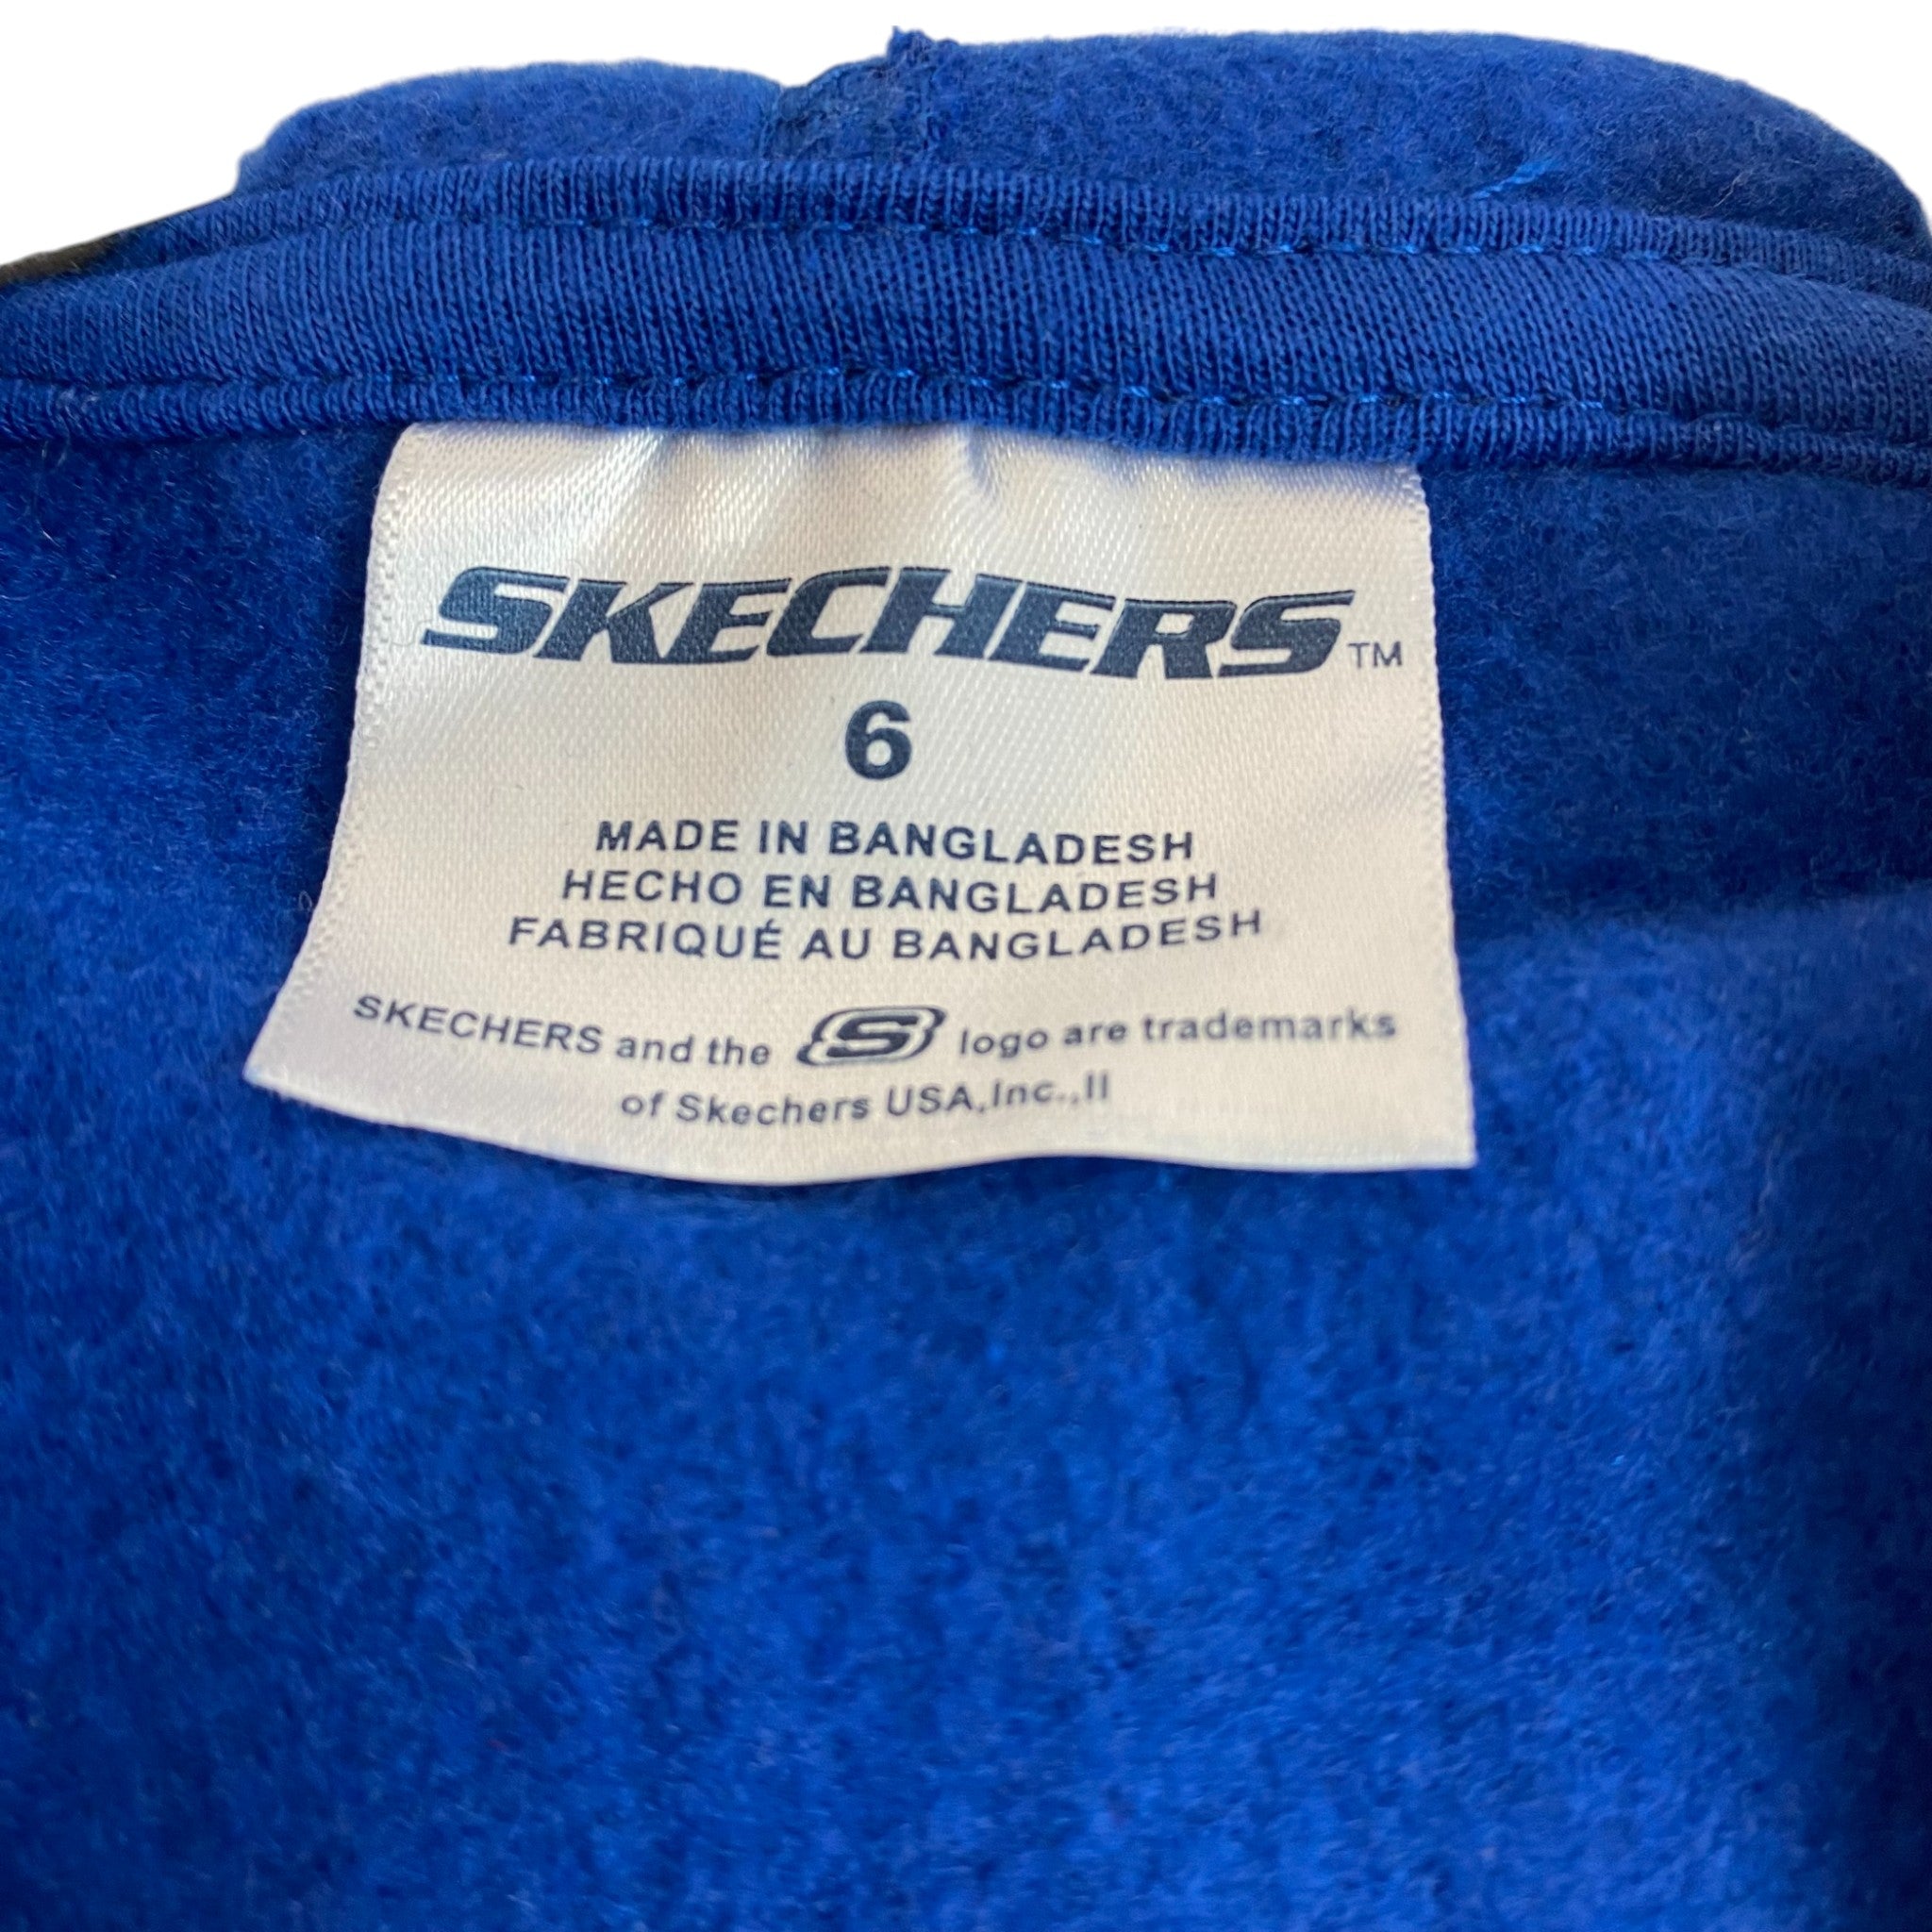 SKECHERS™
6
MADE IN BANGLADESH
HECHO EN BANGLADESH
FABRIQUÉ AU BANGLADESH
SKECHERS and the S logo are trademarks
of Skechers USA,Inc.,II